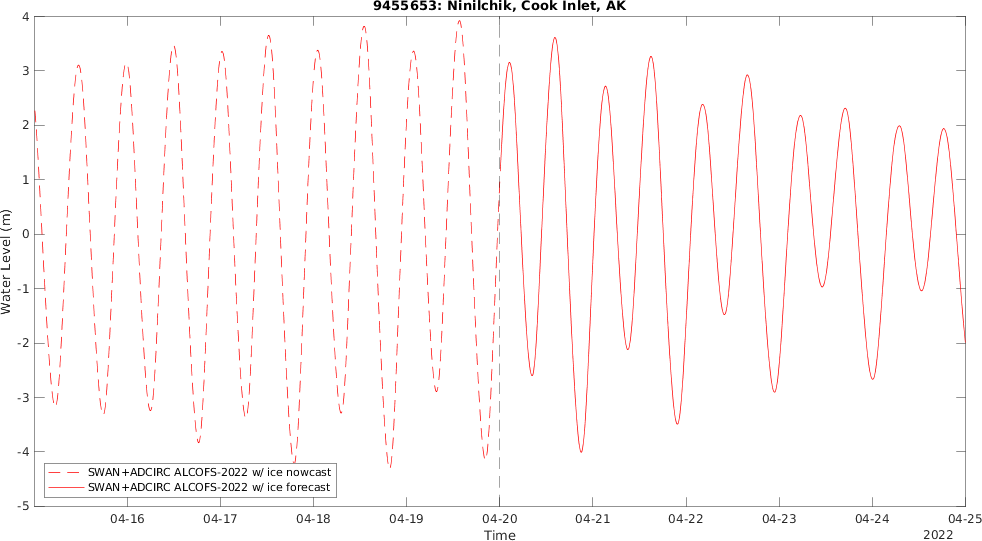 9455653: Ninilchik, Cook Inlet, AK
4
3
2
1
0
-1
-2
-3
-4
-5
Water Level (m)
SWAN+ADCIRC ALCOFS-2022 w/ ice nowcast
SWAN+ADCIRC ALCOFS-2022 w/ ice forecast
04-16 04-17 04-18 04-19 04-20 04-21 04-22 04-23 04-24 04-25
Time
2022